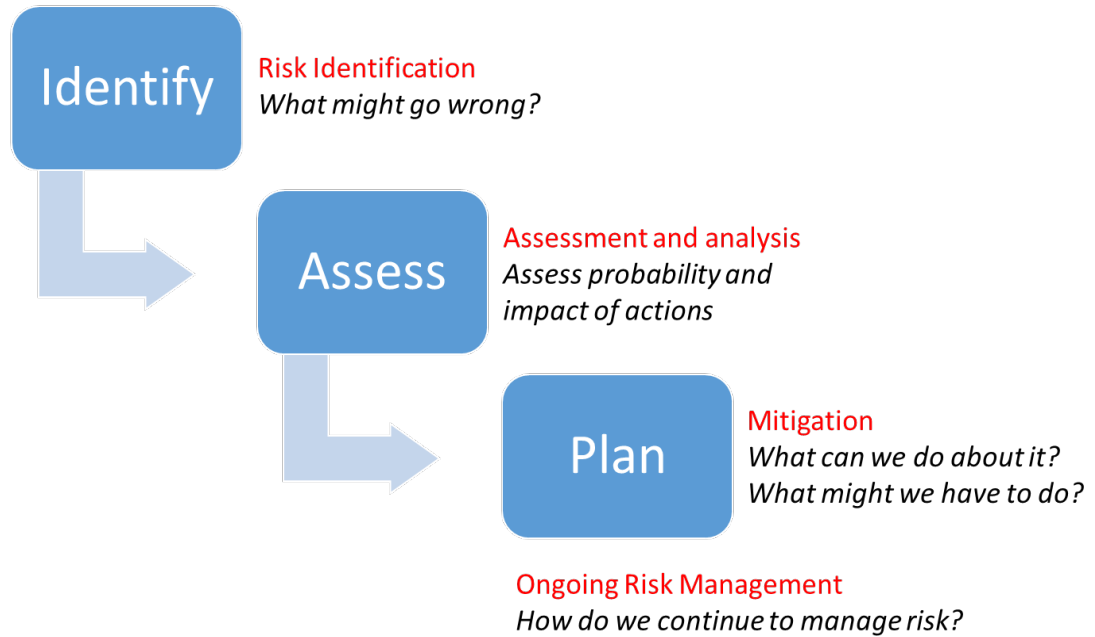 Identify
Risk Identification
What might go wrong?
Assess
Assessment and analysis
Assess probability and
impact of actions
Plan
Mitigation
What can we do about it?
What might we have to do?
Ongoing Risk Management
How do we continue to manage risk?